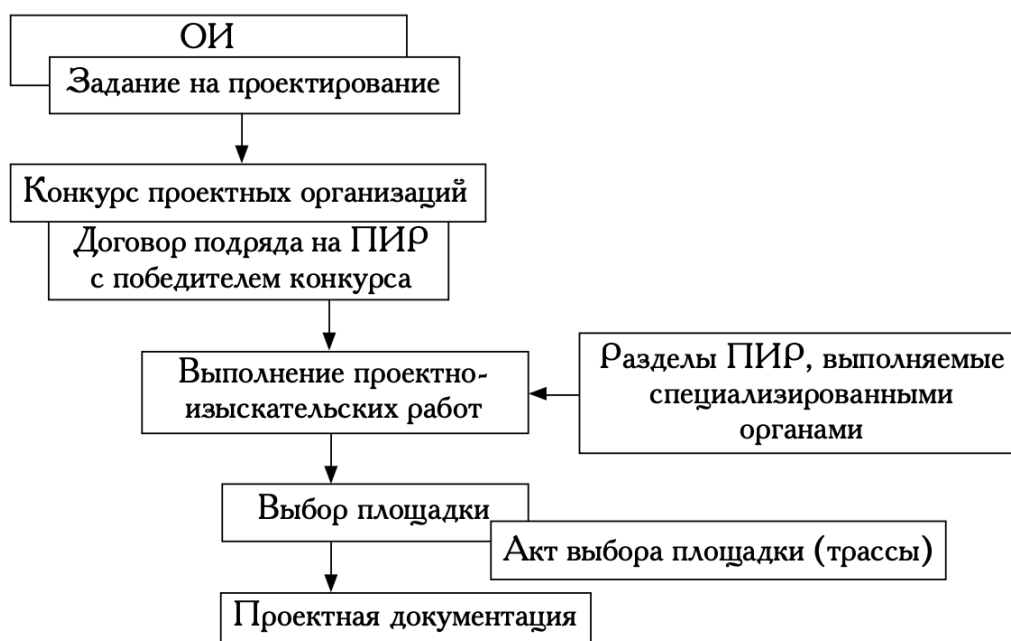 ОИ
Задание на проектирование
Конкурс проектных организаций
Договор подряда на ПИР
с победителем конкурса
Выполнение проектно-
изыскательских работ
Разделы ПИР, выполняемые
специализированными
органами
Выбор площадки
Акт выбора площадки (трассы)
Проектная документация